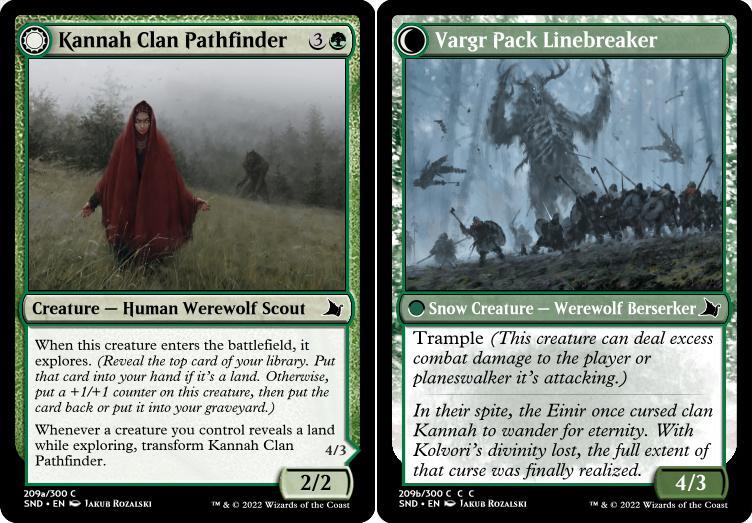 Kannah Clan Pathfinder 3
Creature — Human Werewolf Scout
When this creature enters the battlefield, it
explores. (Reveal the top card of your library. Put
that card into your hand if it's a land. Otherwise,
put a +1/+1 counter on this creature, then put the
card back or put it into your graveyard.)
Whenever a creature you control reveals a land
while exploring, transform Kannah Clan
Pathfinder.
4/3
2/2
209a/300 C
SND • EN Jakub Rozalski
™ & © 2022 Wizards of the Coast
Vargr Pack Linebreaker
Snow Creature — Werewolf Berserker
Trample (This creature can deal excess
combat damage to the player or
planeswalker it's attacking.)
In their spite, the Einir once cursed clan
Kannah to wander for eternity. With
Kolvori's divinity lost, the full extent of
that curse was finally realized.
4/3
209b/300 C C C
SND • EN Jakub Rozalski
™ & © 2022 Wizards of the Coast